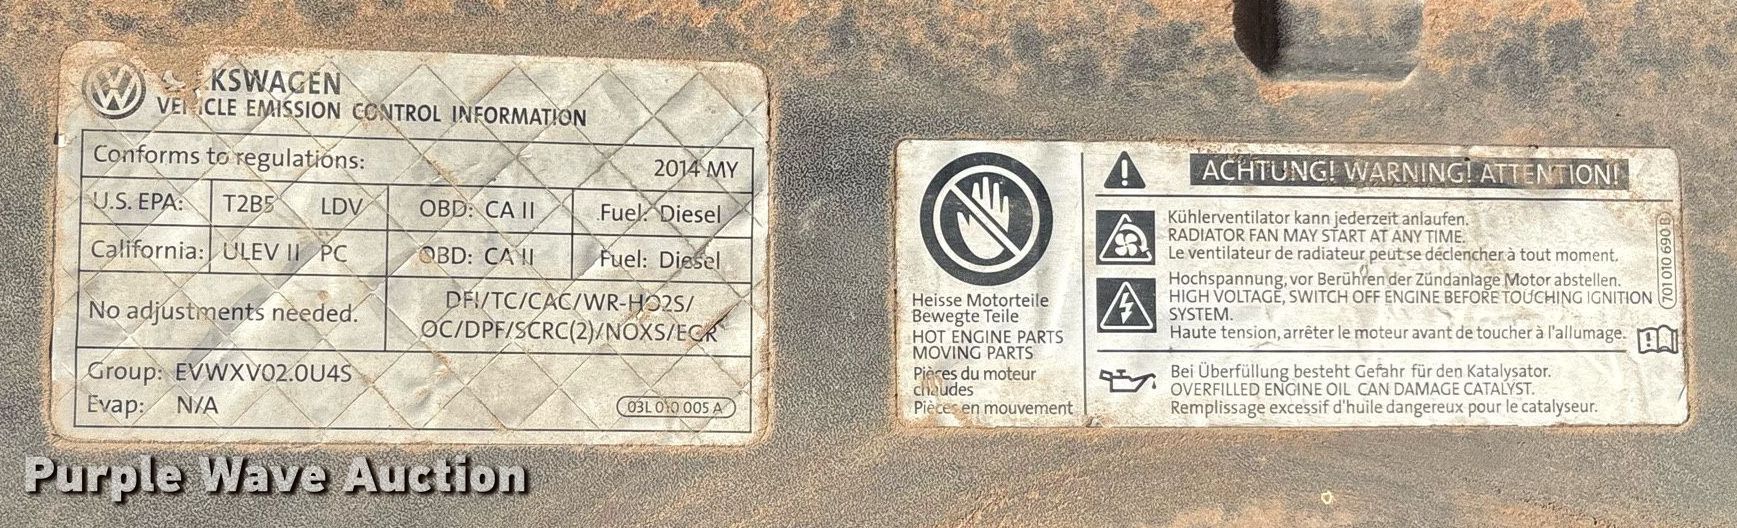 KSWAGEN
VEHICLE EMISSION CONTROL INFORMATION
Conforms to regulations: 2014 MY
U.S. EPA: T2B5 LDV OBD: CA II Fuel: Diesel
California: ULEV II PC OBD: CA II Fuel: Diesel
No adjustments needed.
DFI/TC/CAC/WR-HO2S/
OC/DPF/SCRC(2)/NOXS/EGR
Group: EVWXV02.0U4S
Evap: N/A
03L 010 005 A
Heisse Motorteile
Bewegte Teile
HOT ENGINE PARTS
MOVING PARTS
Pièces du moteur
chaudes
Pièces en mouvement
ACHTUNG! WARNING! ATTENTION!
Kühlerventilator kann jederzeit anlaufen.
RADIATOR FAN MAY START AT ANY TIME.
Le ventilateur de radiateur peut se déclencher à tout moment.
Hochspannung, vor Berühren der Zündanlage Motor abstellen.
HIGH VOLTAGE, SWITCH OFF ENGINE BEFORE TOUCHING IGNITION
SYSTEM.
Haute tension, arrêter le moteur avant de toucher à l'allumage.
Bei Überfüllung besteht Gefahr für den Katalysator.
OVERFILLED ENGINE OIL CAN DAMAGE CATALYST.
Remplissage excessif d'huile dangereux pour le catalyseur.
701 010 690
Purple Wave Auction